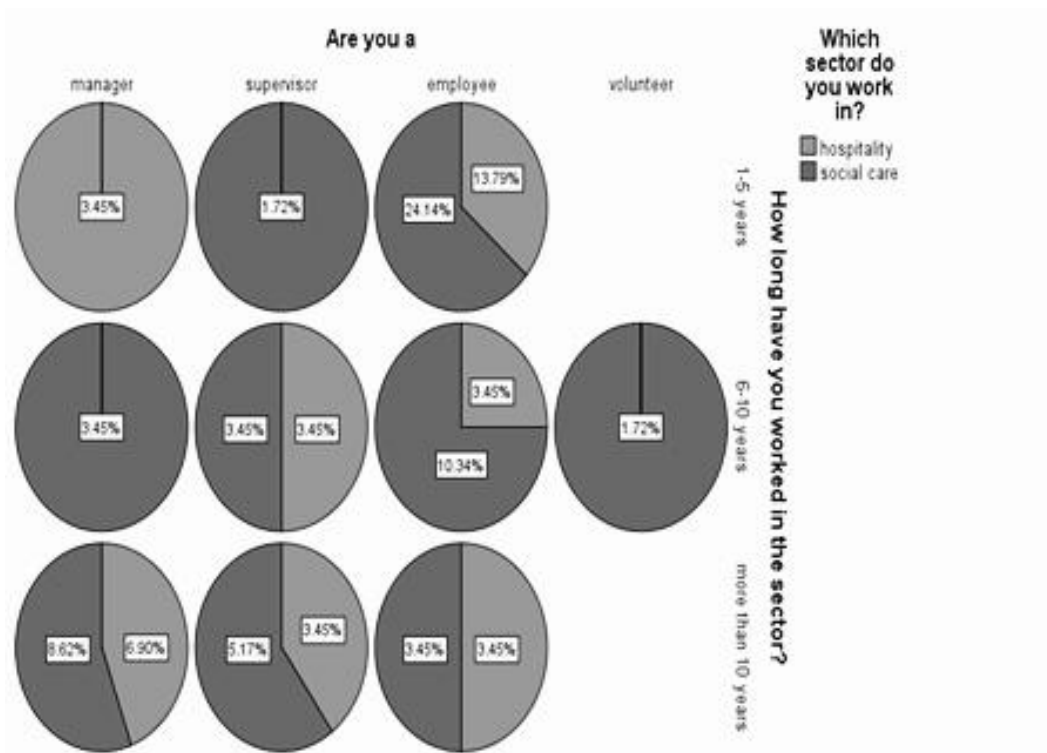 Are you a
manager supervisor employee volunteer
Which
sector do
you work
in?
hospitality
social care
3.45% 1.72% 24.14% 13.79%
1-5 years
3.45% 3.45% 3.45% 10.34% 3.45% 1.72%
6-10 years
8.62% 6.90% 5.17% 3.45% 3.45% 3.45%
more than 10 years
How long have you worked in the sector?